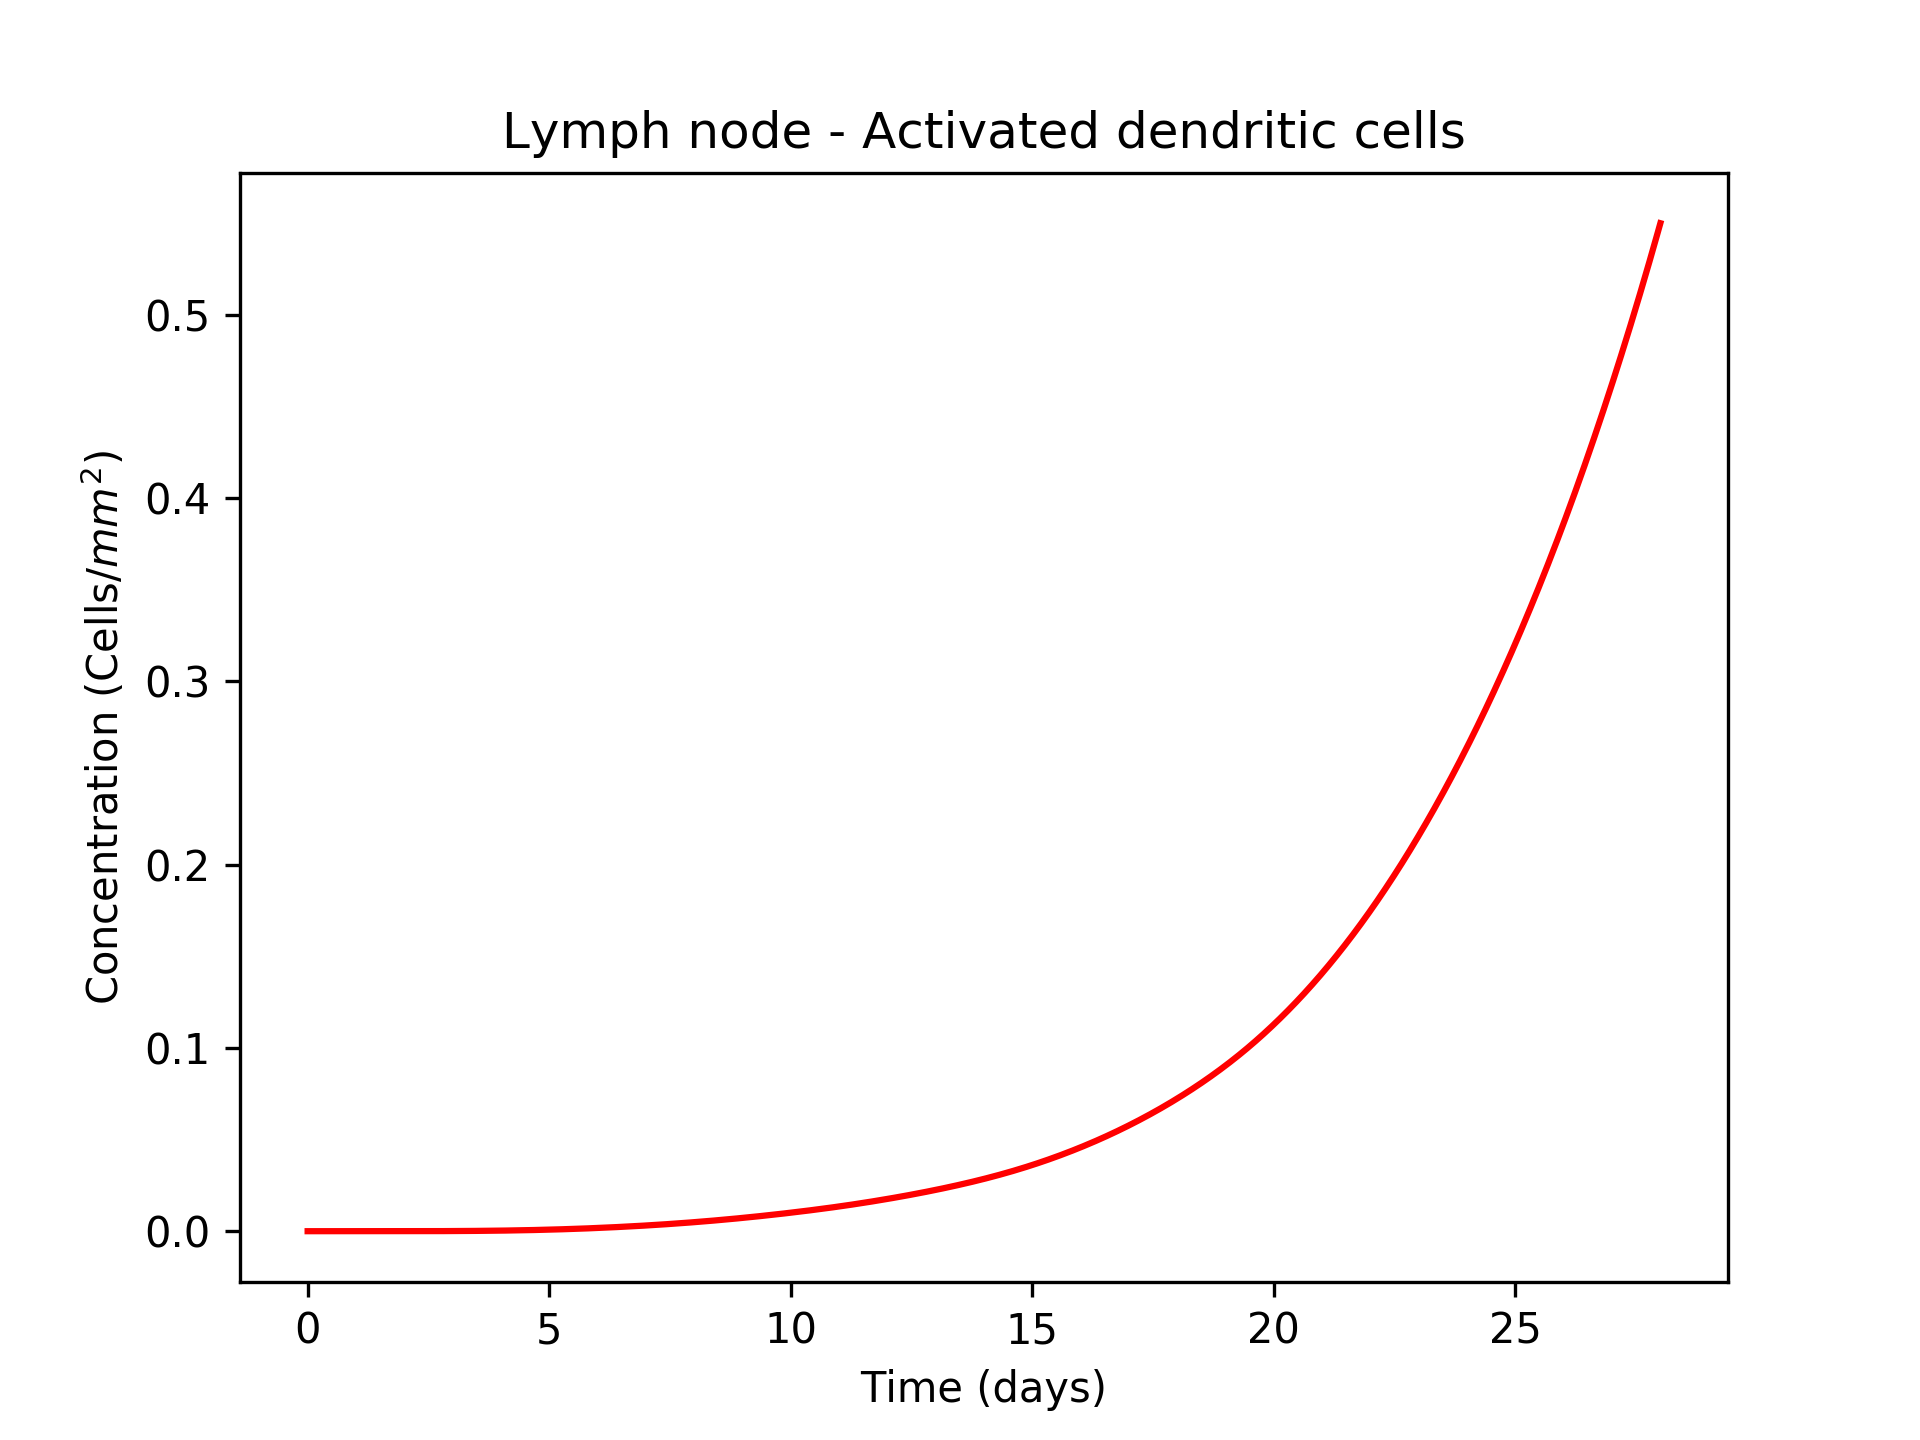 Lymph node - Activated dendritic cells
Concentration (Cells/mm²)
0.5
0.4
0.3
0.2
0.1
0.0
0 5 10 15 20 25
Time (days)